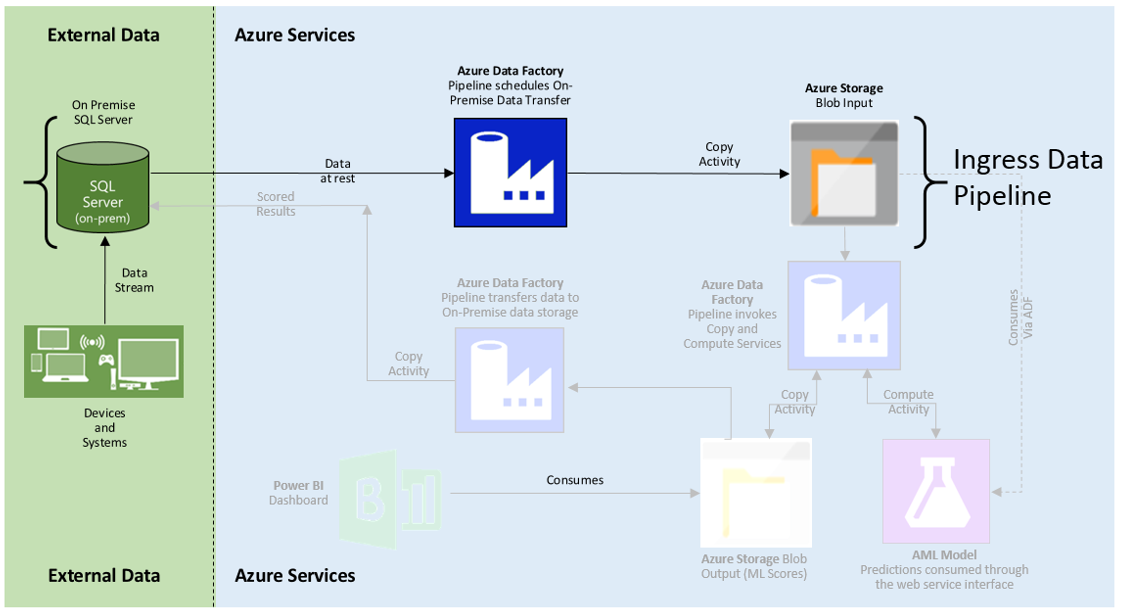 External Data
Azure Services
On Premise
SQL Server
SQL
Server
(on-prem)
Data
Stream
Devices
and
Systems
Data
at rest
Scored
Results
Azure Data Factory
Pipeline schedules On-
Premise Data Transfer
Copy
Activity
Azure Storage
Blob Input
Ingress Data
Pipeline
Azure Data Factory
Pipeline transfers data to
On-Premise data storage
Copy
Activity
Azure Data
Factory
Pipeline invokes
Copy and
Compute Services
Consumes
Via ADF
Copy
Activity
Compute
Activity
Power BI
Dashboard
B
Consumes
Azure Storage Blob
Output (ML Scores)
AML Model
Predictions consumed through
the web service interface
External Data
Azure Services